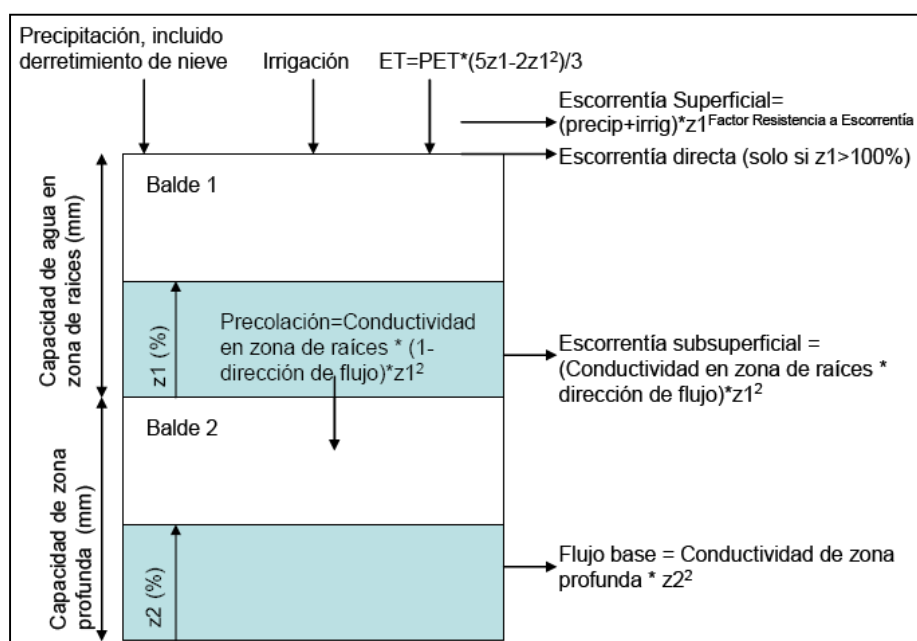 Precipitación, incluido
derretimiento de nieve
Irrigación
ET=PET*(5z1-2z1²)/3
Escorrentía Superficial=
(precip+irrig)*z1^Factor Resistencia a Escorrentía
Escorrentía directa (solo si z1>100%)
Balde 1
Capacidad de agua en
zona de raíces (mm)
z1 (%)
Precolación=Conductividad
en zona de raíces * (1-
dirección de flujo)*z1²
Escorrentía subsuperficial =
(Conductividad en zona de raíces *
dirección de flujo)*z1²
Balde 2
Capacidad de zona
profunda (mm)
z2 (%)
Flujo base = Conductividad de zona
profunda * z2²